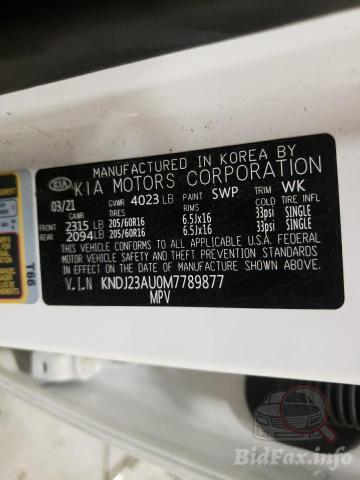 MANUFACTURED IN KOREA BY
KIA KIA MOTORS CORPORATION
03/21 GVWR 4023 LB PAINT SWP TRIM WK
GAWR TIRES RIMS COLD TIRE INFL
FRONT 2315 LB 205/60R16 6.5Jx16 33psi SINGLE
REAR 2094 LB 205/60R16 6.5Jx16 33psi SINGLE
THIS VEHICLE CONFORMS TO ALL APPLICABLE U.S.A. FEDERAL
MOTOR VEHICLE SAFETY AND THEFT PREVENTION STANDARDS
IN EFFECT ON THE DATE OF MANUFACTURE SHOWN ABOVE.
V.I.N KNDJ23AU0M7789877
MPV
T66
BidFax.info